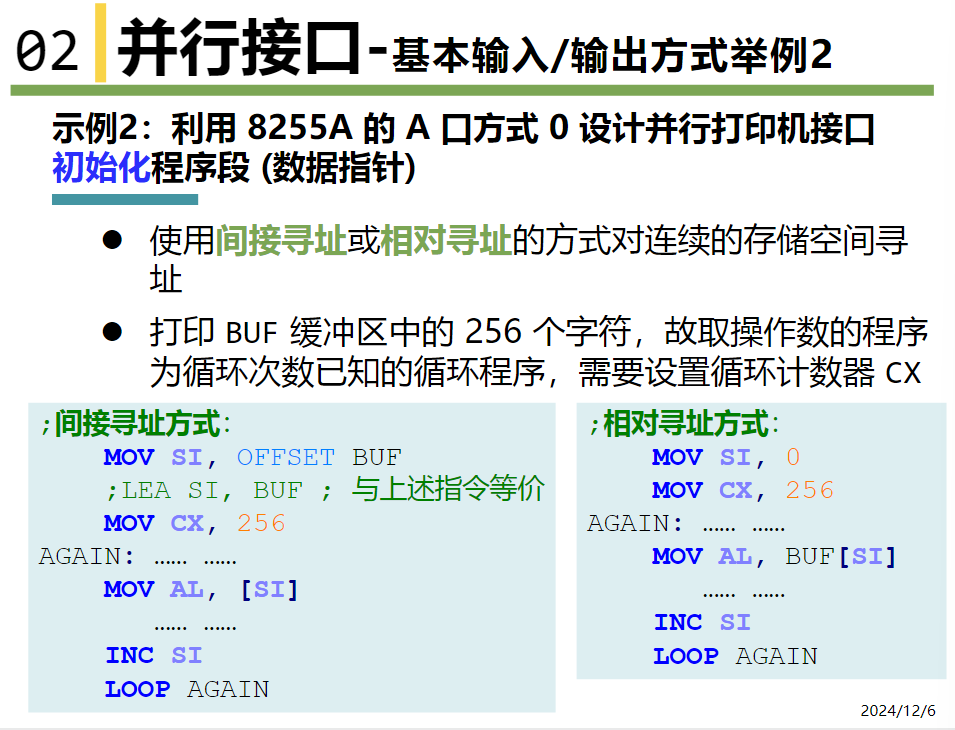 02 并行接口-基本输入/输出方式举例2
示例2：利用 8255A 的 A 口方式 0 设计并行打印机接口
初始化程序段 (数据指针)
● 使用间接寻址或相对寻址的方式对连续的存储空间寻
址
● 打印 BUF 缓冲区中的 256 个字符，故取操作数的程序
为循环次数已知的循环程序，需要设置循环计数器 CX
;间接寻址方式:
MOV SI, OFFSET BUF
;LEA SI, BUF ; 与上述指令等价
MOV CX, 256
AGAIN: …… ……
MOV AL, [SI]
…… ……
INC SI
LOOP AGAIN
;相对寻址方式:
MOV SI, 0
MOV CX, 256
AGAIN: …… ……
MOV AL, BUF[SI]
…… ……
INC SI
LOOP AGAIN
2024/12/6